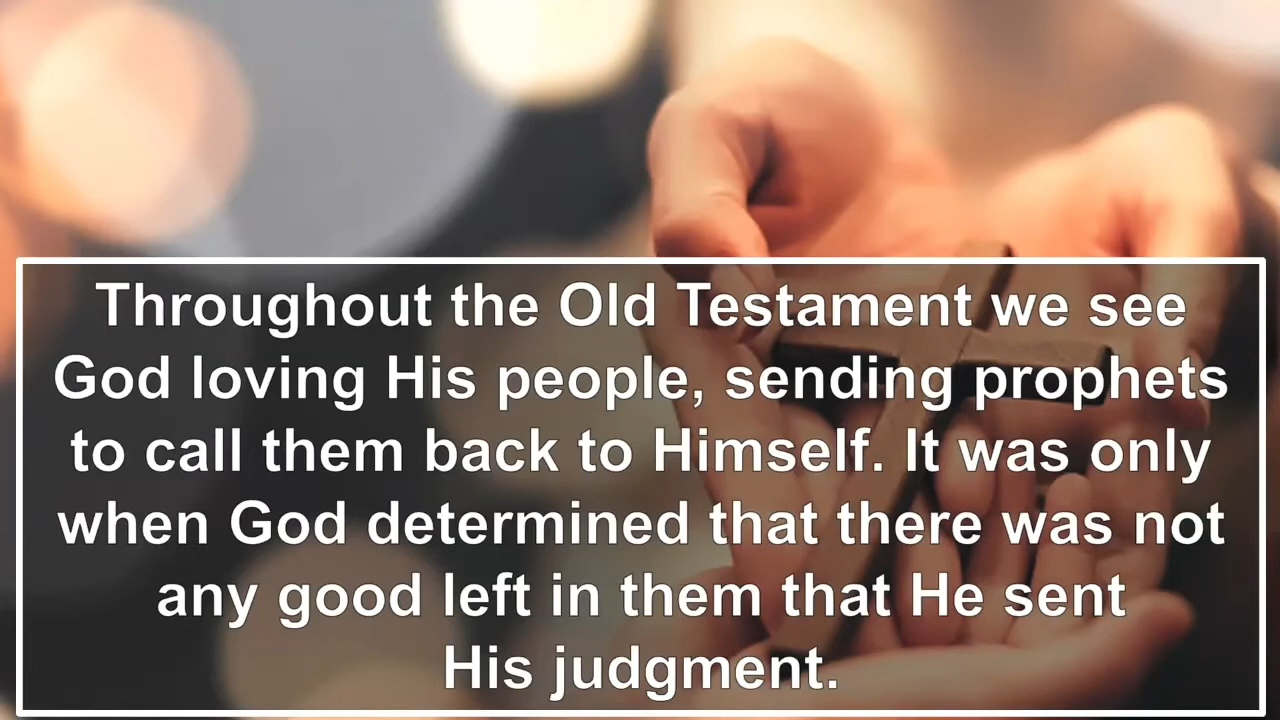 Throughout the Old Testament we see
God loving His people, sending prophets
to call them back to Himself. It was only
when God determined that there was not
any good left in them that He sent
His judgment.